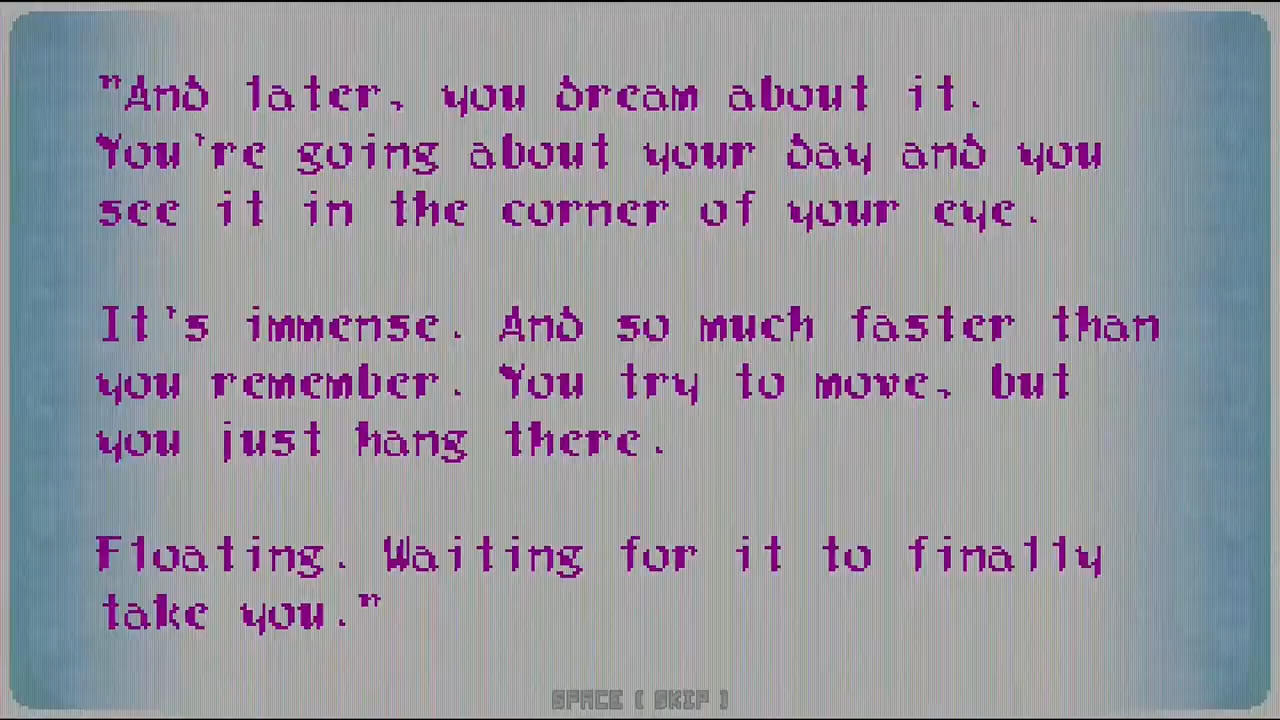 "And later, you dream about it.
You're going about your day and you
see it in the corner of your eye.
It's immense. And so much faster than
you remember. You try to move, but
you just hang there.
Floating. Waiting for it to finally
take you."
SPACE ( SKIP )